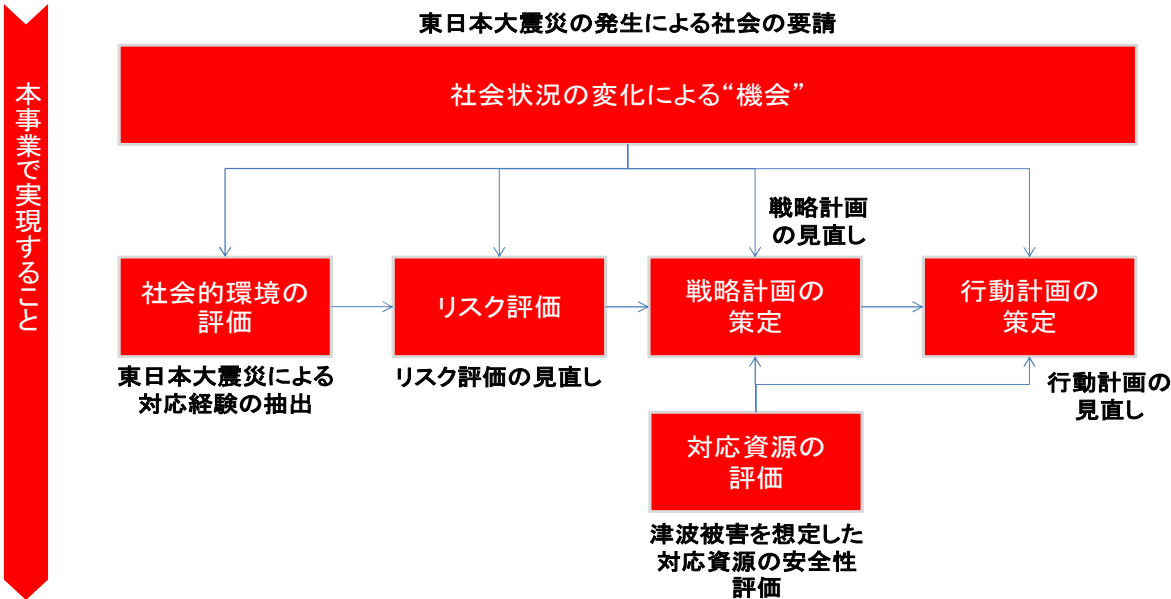 本事業で実現すること
東日本大震災の発生による社会の要請
社会状況の変化による“機会”
戦略計画
の見直し
社会的環境の
評価
リスク評価
戦略計画の
策定
行動計画の
策定
東日本大震災による
対応経験の抽出
リスク評価の見直し
行動計画の
見直し
対応資源の
評価
津波被害を想定した
対応資源の安全性
評価